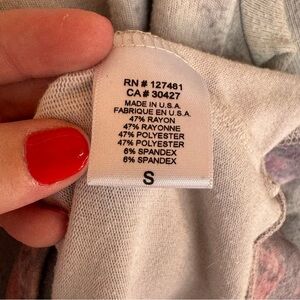 RN # 127461
CA # 30427
MADE IN U.S.A.
FABRIQUE EN U.S.A.
47% RAYON
47% RAYONNE
47% POLYESTER
47% POLYESTER
6% SPANDEX
6% SPANDEX
S